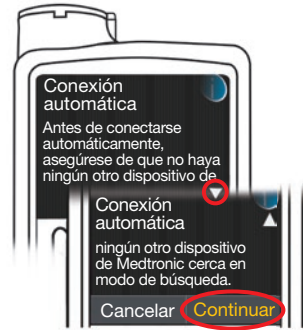 Conexión
automática
Antes de conectarse
automáticamente,
asegúrese de que no haya
ningún otro dispositivo de
Conexión
automática
ningún otro dispositivo
de Medtronic cerca en
modo de búsqueda.
Cancelar Continuar